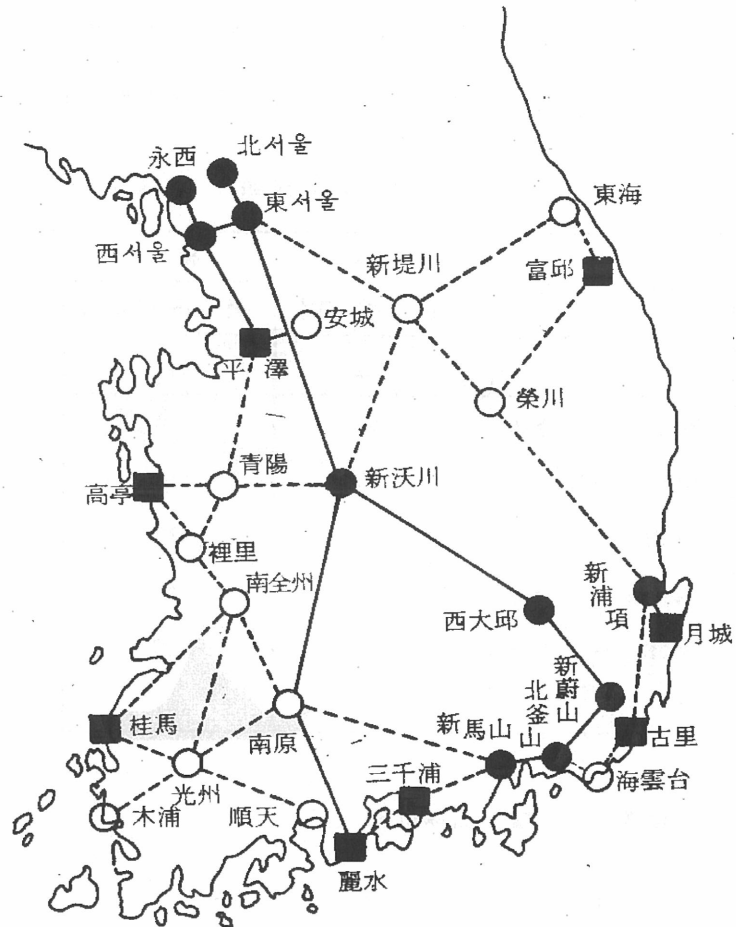 北서울
永西
東서울
東海
西서울
新堤川
富邱
安城
平澤
榮川
青陽
新沃川
高亭
裡里
南全州
新浦項
西大邱
月城
新蔚山
北釜山
新馬山
桂馬
南原
古里
三千浦
海雲台
光州
木浦
順天
麗水